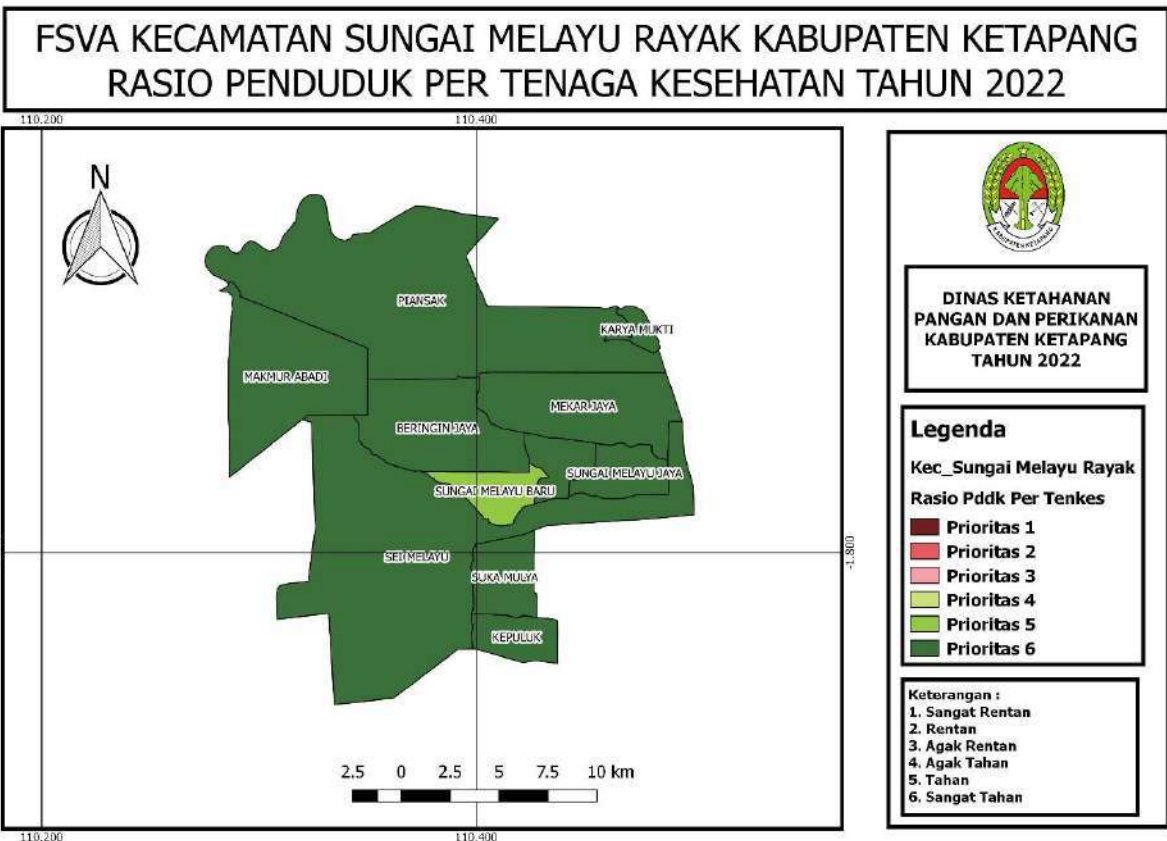 FSVA KECAMATAN SUNGAI MELAYU RAYAK KABUPATEN KETAPANG
RASIO PENDUDUK PER TENAGA KESEHATAN TAHUN 2022
110.200
110.400
N
PIANSAK
KARYA MUKTI
MAKMUR ABADI
MEKAR JAYA
BERINGIN JAYA
SUNGAI MELAYU JAYA
SUNGAI MELAYU BARU
SEI MELAYU
SUKA MULYA
KEPULUK
-1.800
2.5 0 2.5 5 7.5 10 km
110.200
110.400
KABUPATEN KETAPANG
DINAS KETAHANAN
PANGAN DAN PERIKANAN
KABUPATEN KETAPANG
TAHUN 2022
Legenda
Kec_Sungai Melayu Rayak
Rasio Pddk Per Tenkes
Prioritas 1
Prioritas 2
Prioritas 3
Prioritas 4
Prioritas 5
Prioritas 6
Keterangan :
1. Sangat Rentan
2. Rentan
3. Agak Rentan
4. Agak Tahan
5. Tahan
6. Sangat Tahan